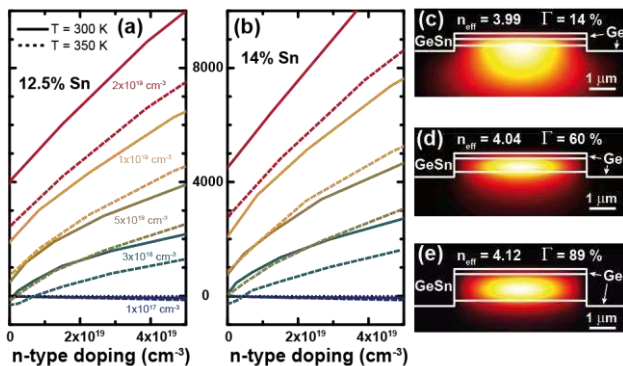 T = 300 K
T = 350 K
(a)
12.5% Sn
2x10¹⁹ cm⁻³
1x10¹⁹ cm⁻³
5x10¹⁸ cm⁻³
3x10¹⁸ cm⁻³
1x10¹⁷ cm⁻³
0 2x10¹⁹ 4x10¹⁹
n-type doping (cm⁻³)
8000
4000
0
(b)
14% Sn
0 2x10¹⁹ 4x10¹⁹
n-type doping (cm⁻³)
(c) n_eff = 3.99 Γ = 14 %
GeSn Ge
1 μm
(d) n_eff = 4.04 Γ = 60 %
GeSn Ge
1 μm
(e) n_eff = 4.12 Γ = 89 %
GeSn Ge
1 μm